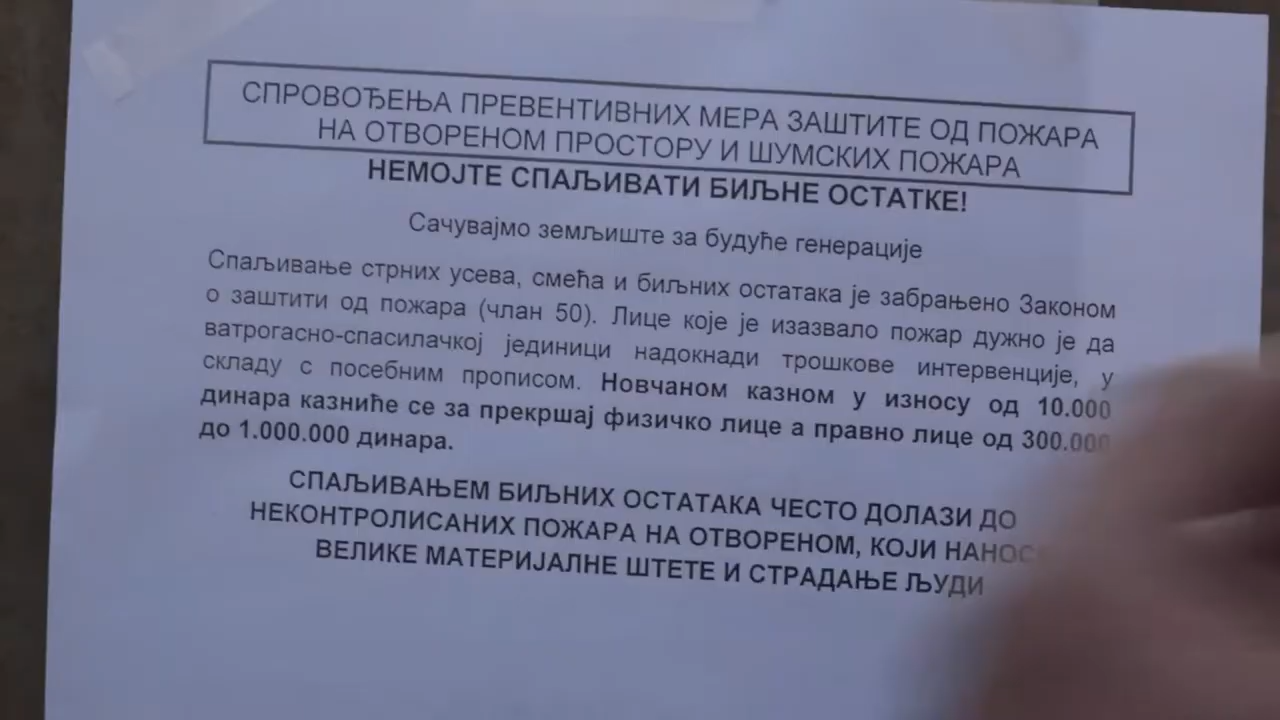 СПРОВОЂЕЊА ПРЕВЕНТИВНИХ МЕРА ЗАШТИТЕ ОД ПОЖАРА
НА ОТВОРЕНОМ ПРОСТОРУ И ШУМСКИХ ПОЖАРА
НЕМОЈТЕ СПАЉИВАТИ БИЉНЕ ОСТАТКЕ!
Сачувајмо земљиште за будуће генерације
Спаљивање стрних усева, смећа и биљних остатака је забрањено Законом
о заштити од пожара (члан 50). Лице које је изазвало пожар дужно је да
ватрогасно-спасилачкој јединици надокнади трошкове интервенције, у
складу с посебним прописом. Новчаном казном у износу од 10.000
динара казниће се за прекршај физичко лице а правно лице од 300.000
до 1.000.000 динара.
СПАЉИВАЊЕМ БИЉНИХ ОСТАТАКА ЧЕСТО ДОЛАЗИ ДО
НЕКОНТРОЛИСАНИХ ПОЖАРА НА ОТВОРЕНОМ, КОЈИ
ВЕЛИКЕ МАТЕРИЈАЛНЕ ШТЕТЕ И СТРАДАЊЕ ЉУДИ